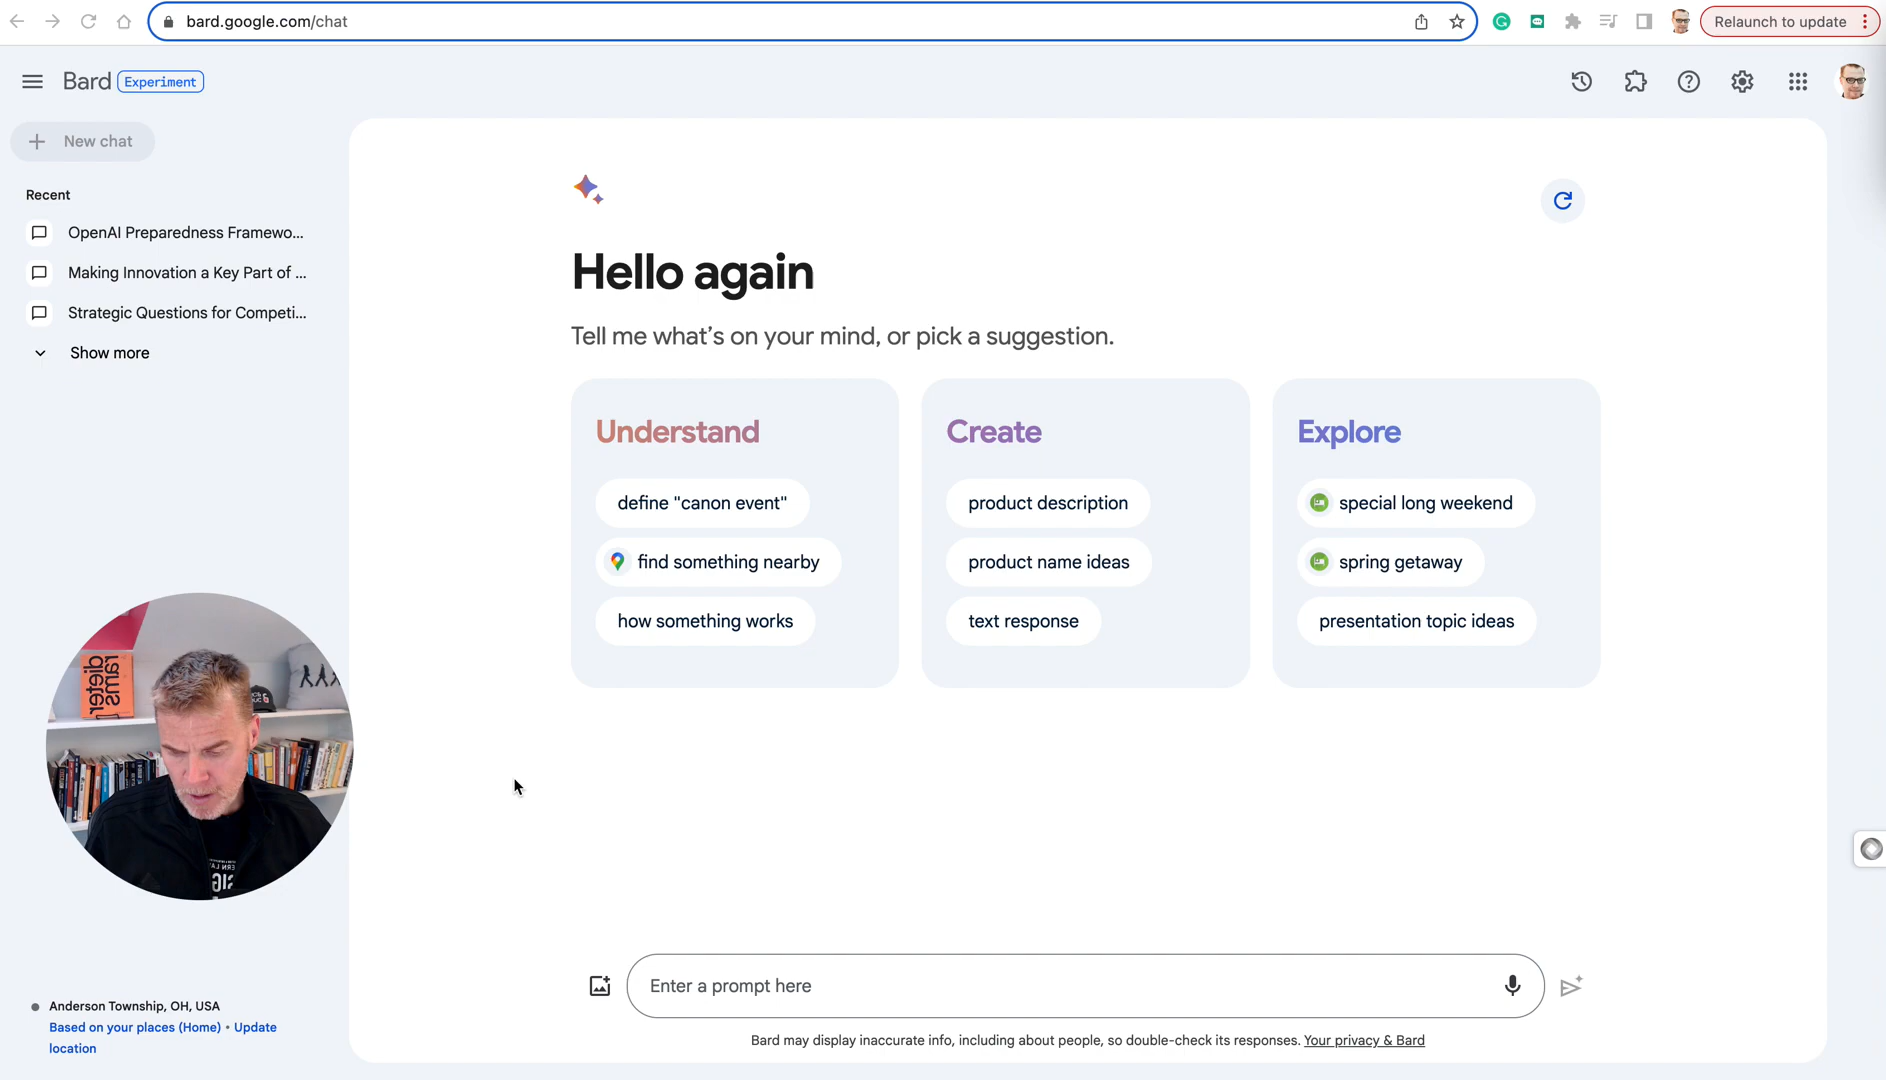 bard.google.com/chat
Relaunch to update
Bard Experiment
New chat
Recent
OpenAI Preparedness Framewo...
Making Innovation a Key Part of ...
Strategic Questions for Competi...
Show more
Hello again
Tell me what's on your mind, or pick a suggestion.
Understand
define "canon event"
find something nearby
how something works
Create
product description
product name ideas
text response
Explore
special long weekend
spring getaway
presentation topic ideas
dieter
rams
Anderson Township, OH, USA
Based on your places (Home) • Update
location
Enter a prompt here
Bard may display inaccurate info, including about people, so double-check its responses. Your privacy & Bard